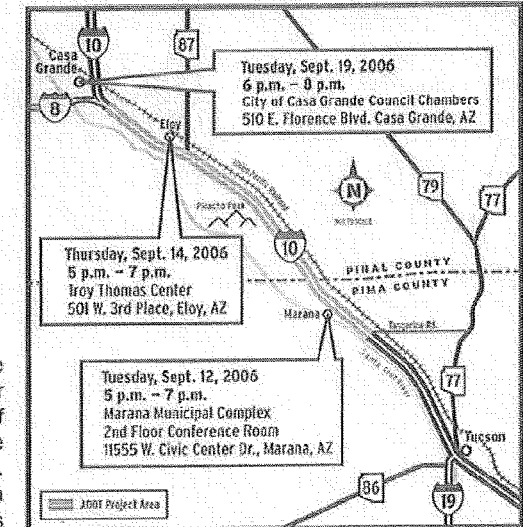 10
87
Casa
Grande
Tuesday, Sept. 19, 2006
6 p.m. – 8 p.m.
City of Casa Grande Council Chambers
510 E. Florence Blvd. Casa Grande, AZ
8
Eloy
Picacho Peak
N
79
77
10
Thursday, Sept. 14, 2006
5 p.m. – 7 p.m.
Troy Thomas Center
501 W. 3rd Place, Eloy, AZ
PINAL COUNTY
PIMA COUNTY
Marana
Tangerine Rd.
Tuesday, Sept. 12, 2006
5 p.m. – 7 p.m.
Marana Municipal Complex
2nd Floor Conference Room
11555 W. Civic Center Dr., Marana, AZ
77
Tucson
86
19
ADOT Project Area